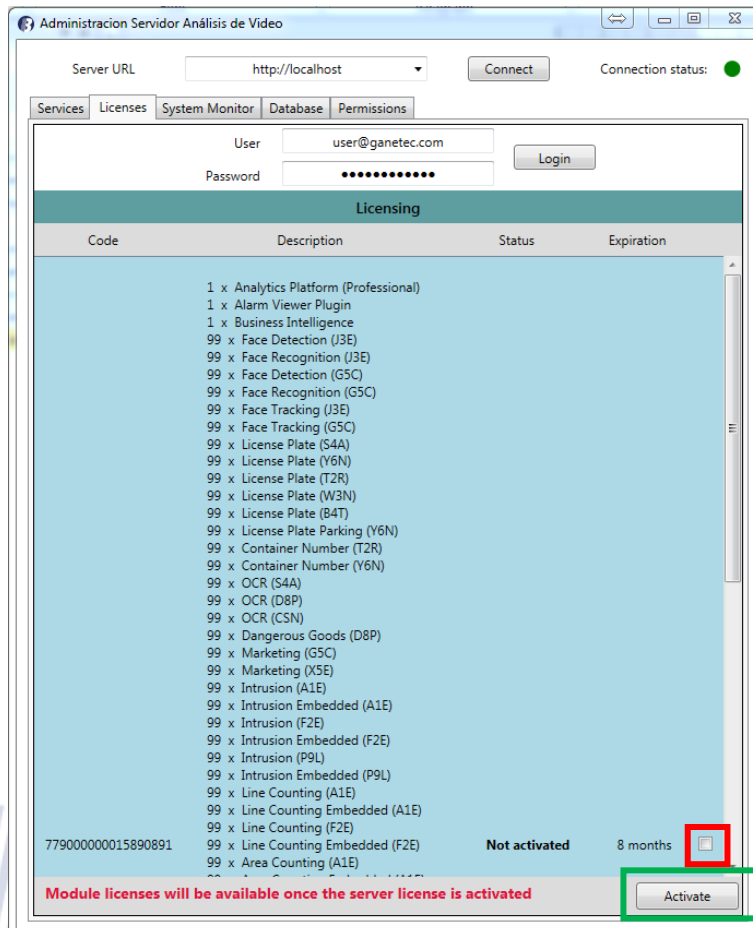 Administracion Servidor Análisis de Video
Server URL http://localhost Connect Connection status:
Services Licenses System Monitor Database Permissions
User user@ganetec.com
Login
Password ••••••••••••
Licensing
Code Description Status Expiration
1 x Analytics Platform (Professional)
1 x Alarm Viewer Plugin
1 x Business Intelligence
99 x Face Detection (J3E)
99 x Face Recognition (J3E)
99 x Face Detection (G5C)
99 x Face Recognition (G5C)
99 x Face Tracking (J3E)
99 x Face Tracking (G5C)
99 x License Plate (S4A)
99 x License Plate (Y6N)
99 x License Plate (T2R)
99 x License Plate (W3N)
99 x License Plate (B4T)
99 x License Plate Parking (Y6N)
99 x Container Number (T2R)
99 x Container Number (Y6N)
99 x OCR (S4A)
99 x OCR (D8P)
99 x OCR (CSN)
99 x Dangerous Goods (D8P)
99 x Marketing (G5C)
99 x Marketing (X5E)
99 x Intrusion (A1E)
99 x Intrusion Embedded (A1E)
99 x Intrusion (F2E)
99 x Intrusion Embedded (F2E)
99 x Intrusion (P9L)
99 x Intrusion Embedded (P9L)
99 x Line Counting (A1E)
99 x Line Counting Embedded (A1E)
99 x Line Counting (F2E)
779000000015890891 99 x Line Counting Embedded (F2E) Not activated 8 months
99 x Area Counting (A1E)
Module licenses will be available once the server license is activated Activate